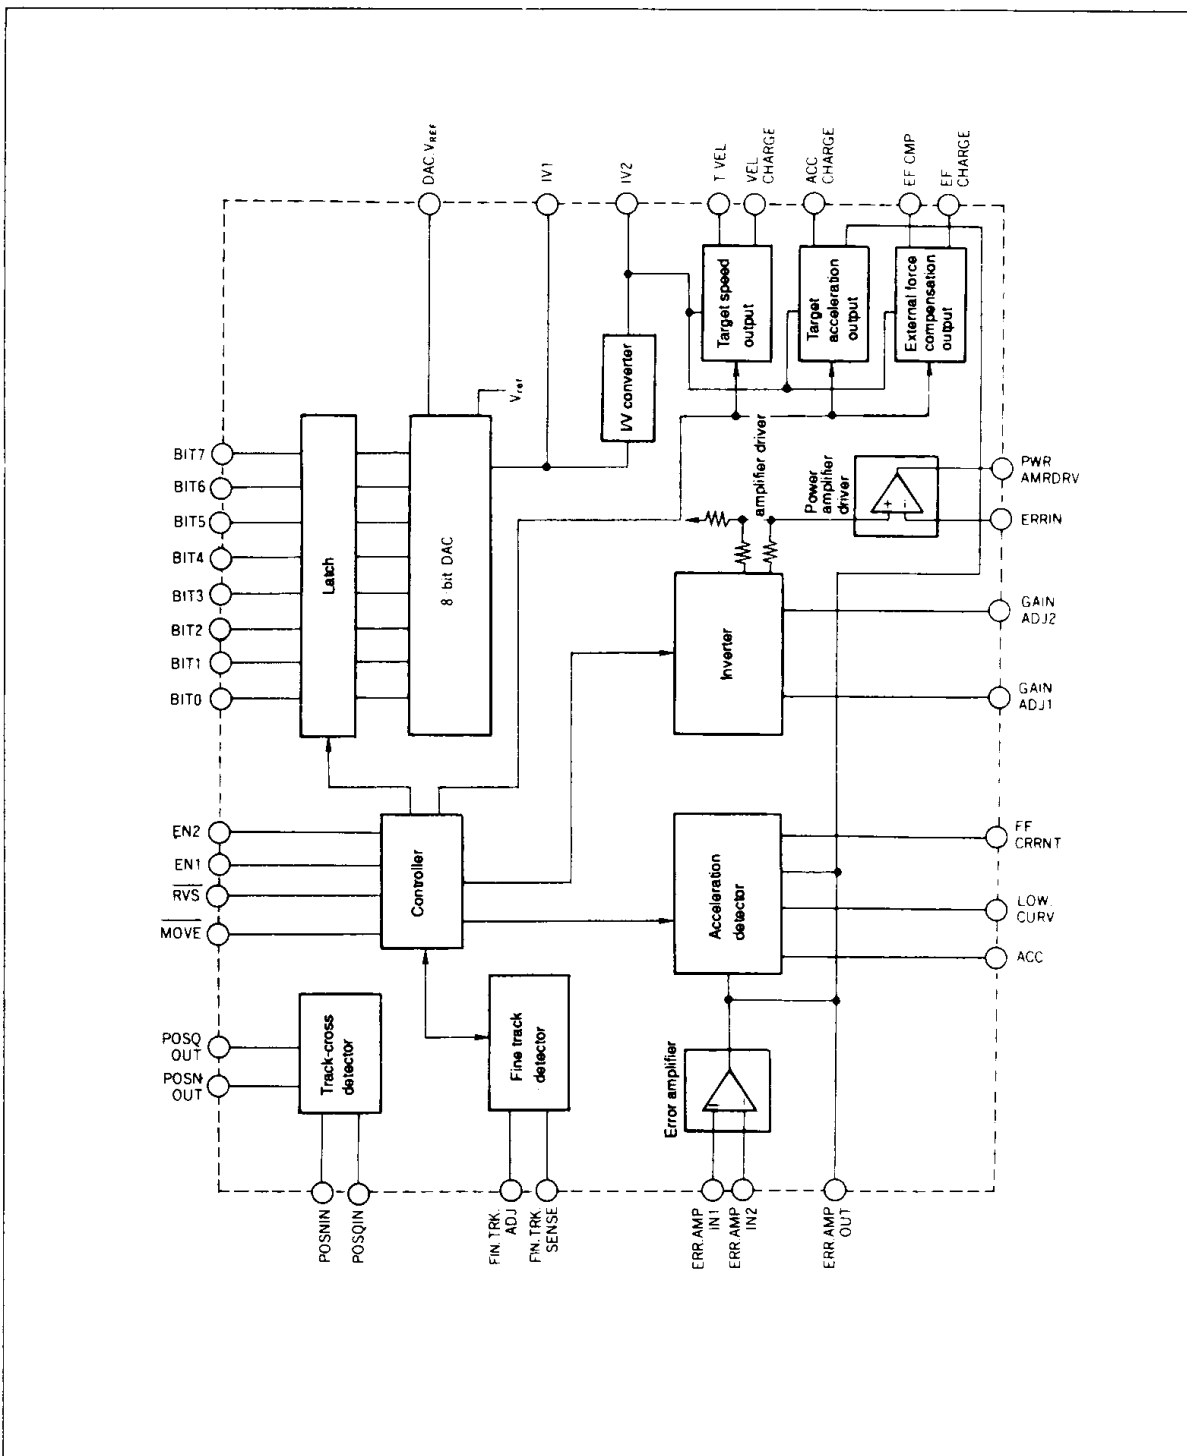 DAC.VREF
IV1
IV2
T VEL
VEL
CHARGE
ACC
CHARGE
EF CMP
EF
CHARGE
BIT7
BIT6
BIT5
BIT4
BIT3
BIT2
BIT1
BIT0
Latch
8-bit DAC
Vref
I/V converter
Target speed
output
Target
acceleration
output
External force
compensation
output
amplifier driver
Power
amplifier
driver
+
−
PWR
AMRDRV
ERRIN
Inverter
GAIN
ADJ2
GAIN
ADJ1
EN2
EN1
RVS
MOVE
Controller
Acceleration
detector
FF
CRRNT
LOW.
CURV
ACC
POSQ
OUT
POSN
OUT
Track-cross
detector
Fine track
detector
Error amplifier
−
+
POSNIN
POSQIN
FIN. TRK.
ADJ
FIN. TRK.
SENSE
ERR.AMP
IN1
ERR.AMP
IN2
ERR.AMP
OUT